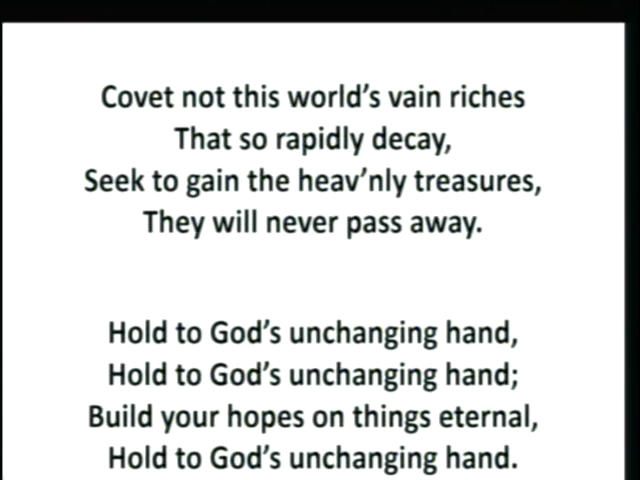 Covet not this world’s vain riches
That so rapidly decay,
Seek to gain the heav’nly treasures,
They will never pass away.
Hold to God’s unchanging hand,
Hold to God’s unchanging hand;
Build your hopes on things eternal,
Hold to God’s unchanging hand.